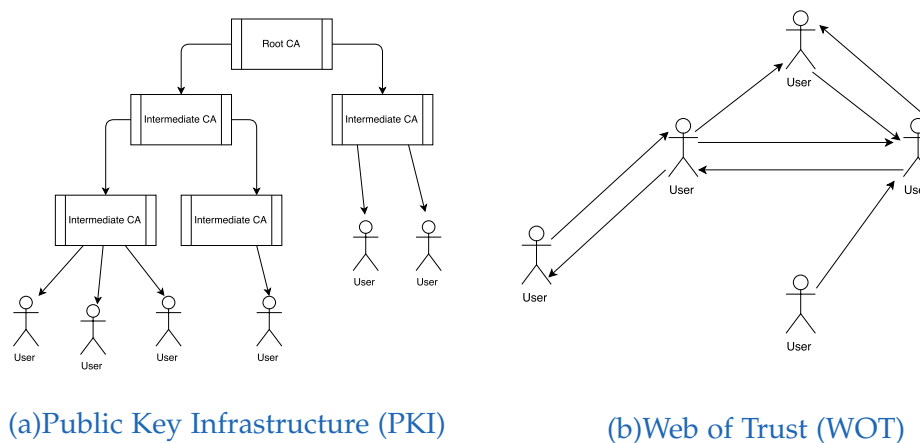 Root CA
Intermediate CA
Intermediate CA
Intermediate CA
Intermediate CA
User
User
User
User
User
User
User
User
User
User
User
(a)Public Key Infrastructure (PKI)
(b)Web of Trust (WOT)